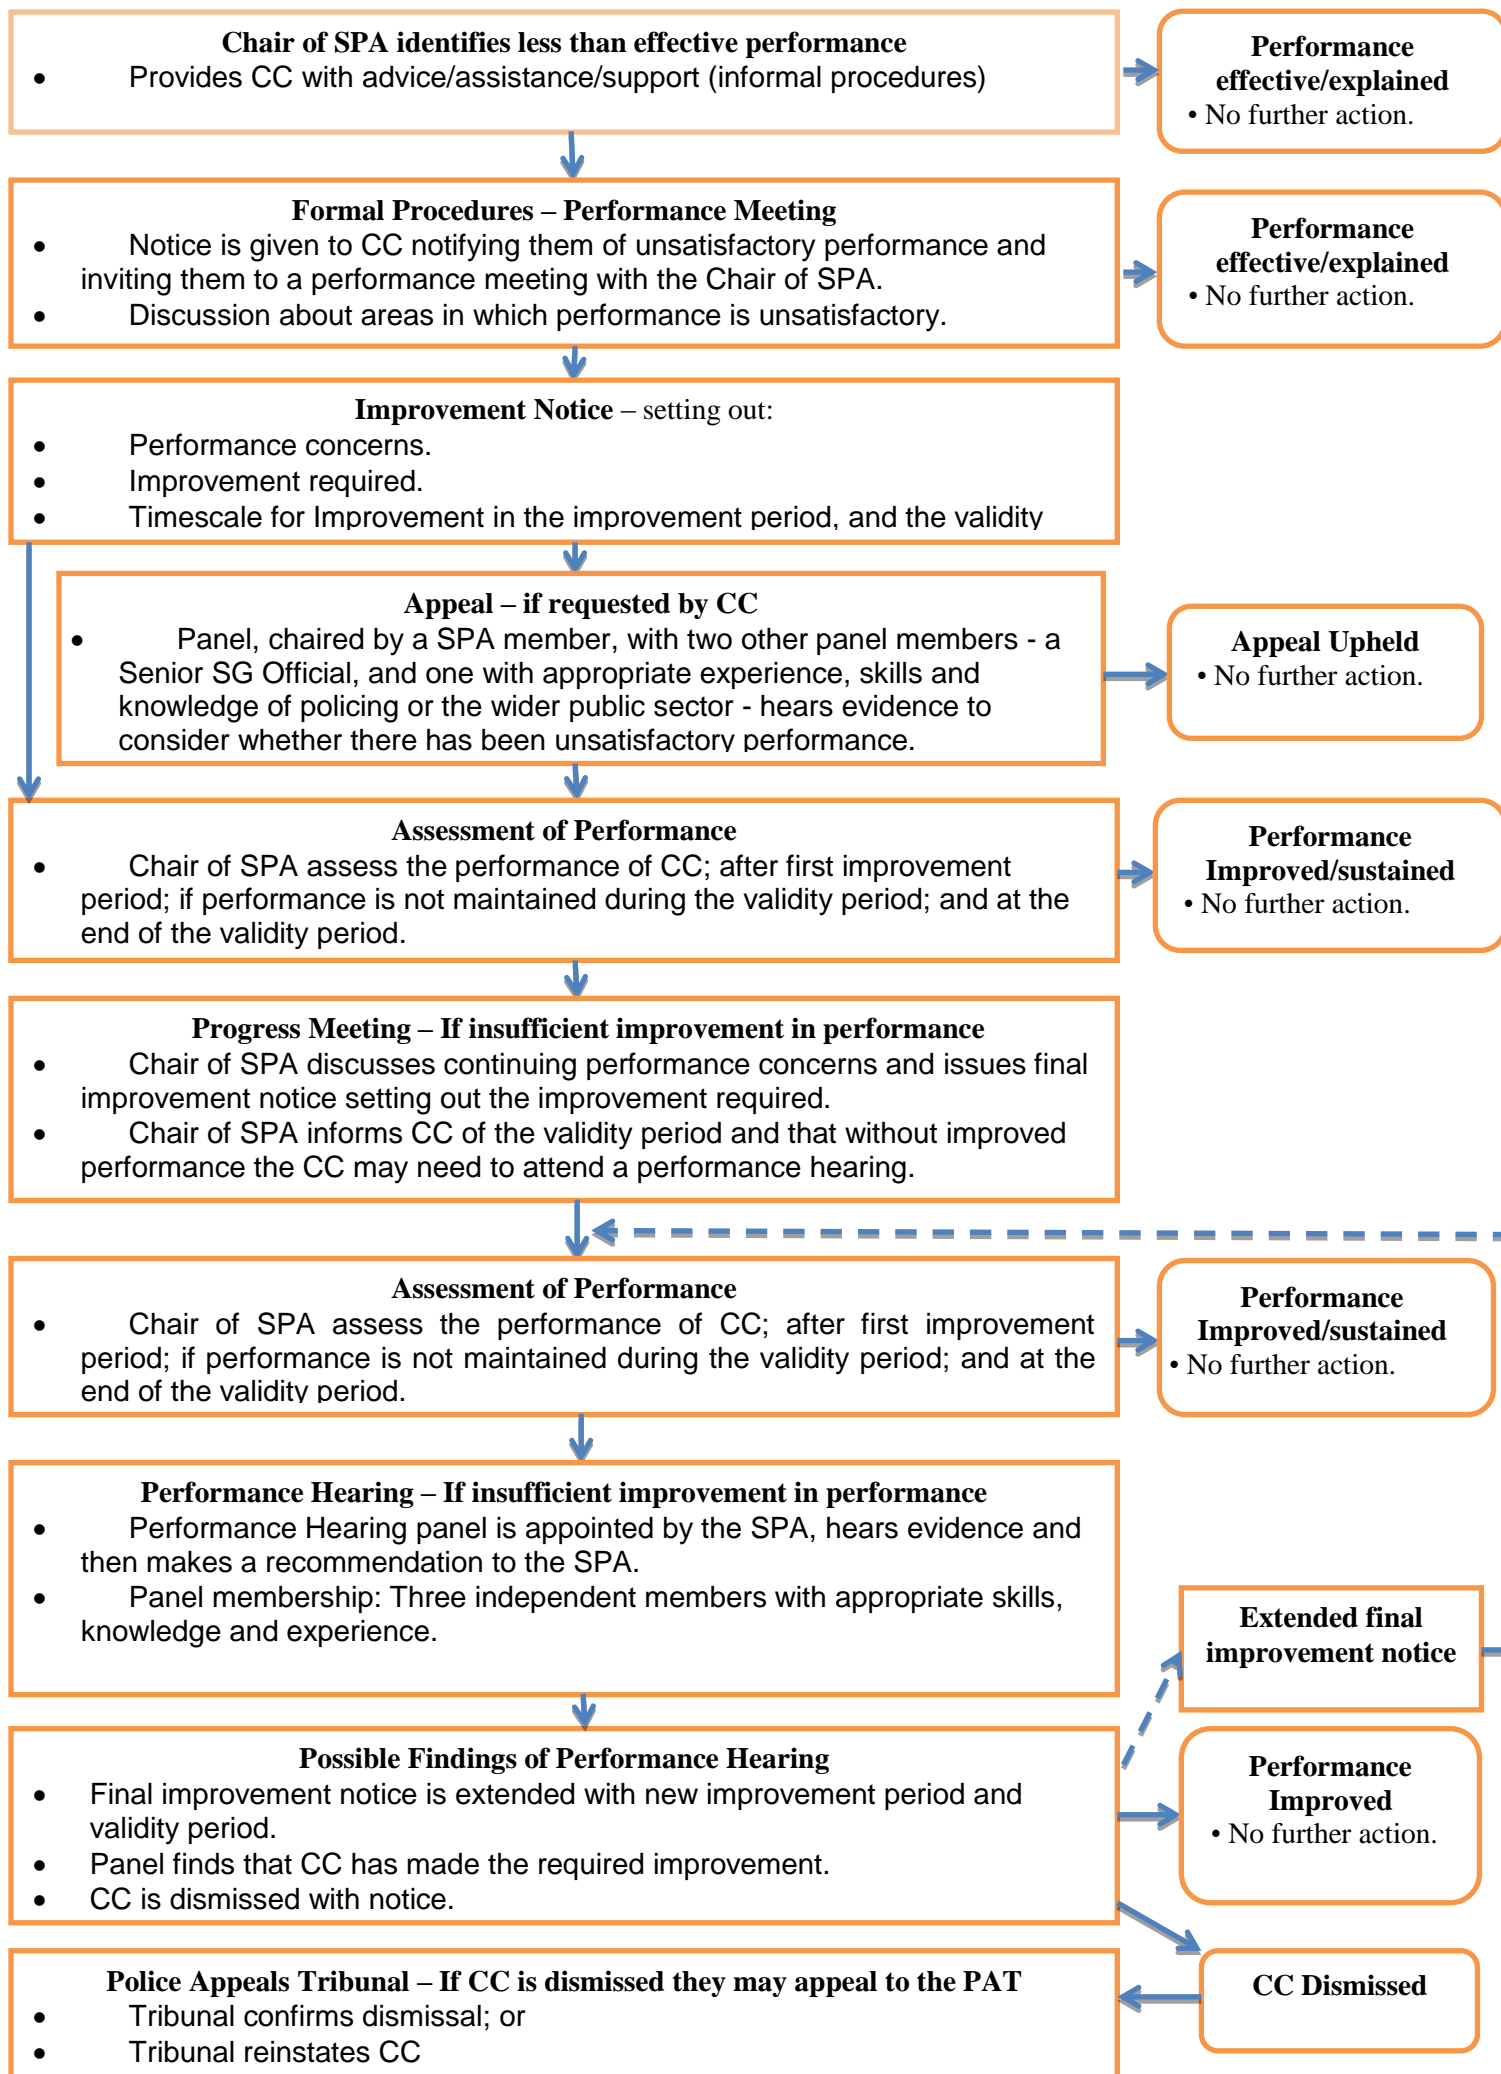 Chair of SPA identifies less than effective performance
• Provides CC with advice/assistance/support (informal procedures)
Performance
effective/explained
• No further action.
Formal Procedures – Performance Meeting
• Notice is given to CC notifying them of unsatisfactory performance and
inviting them to a performance meeting with the Chair of SPA.
• Discussion about areas in which performance is unsatisfactory.
Performance
effective/explained
• No further action.
Improvement Notice – setting out:
• Performance concerns.
• Improvement required.
• Timescale for Improvement in the improvement period, and the validity
Appeal – if requested by CC
• Panel, chaired by a SPA member, with two other panel members - a
Senior SG Official, and one with appropriate experience, skills and
knowledge of policing or the wider public sector - hears evidence to
consider whether there has been unsatisfactory performance.
Appeal Upheld
• No further action.
Assessment of Performance
• Chair of SPA assess the performance of CC; after first improvement
period; if performance is not maintained during the validity period; and at the
end of the validity period.
Performance
Improved/sustained
• No further action.
Progress Meeting – If insufficient improvement in performance
• Chair of SPA discusses continuing performance concerns and issues final
improvement notice setting out the improvement required.
• Chair of SPA informs CC of the validity period and that without improved
performance the CC may need to attend a performance hearing.
Assessment of Performance
• Chair of SPA assess the performance of CC; after first improvement
period; if performance is not maintained during the validity period; and at the
end of the validity period.
Performance
Improved/sustained
• No further action.
Performance Hearing – If insufficient improvement in performance
• Performance Hearing panel is appointed by the SPA, hears evidence and
then makes a recommendation to the SPA.
• Panel membership: Three independent members with appropriate skills,
knowledge and experience.
Extended final
improvement notice
Possible Findings of Performance Hearing
• Final improvement notice is extended with new improvement period and
validity period.
• Panel finds that CC has made the required improvement.
• CC is dismissed with notice.
Performance
Improved
• No further action.
Police Appeals Tribunal – If CC is dismissed they may appeal to the PAT
• Tribunal confirms dismissal; or
• Tribunal reinstates CC
CC Dismissed